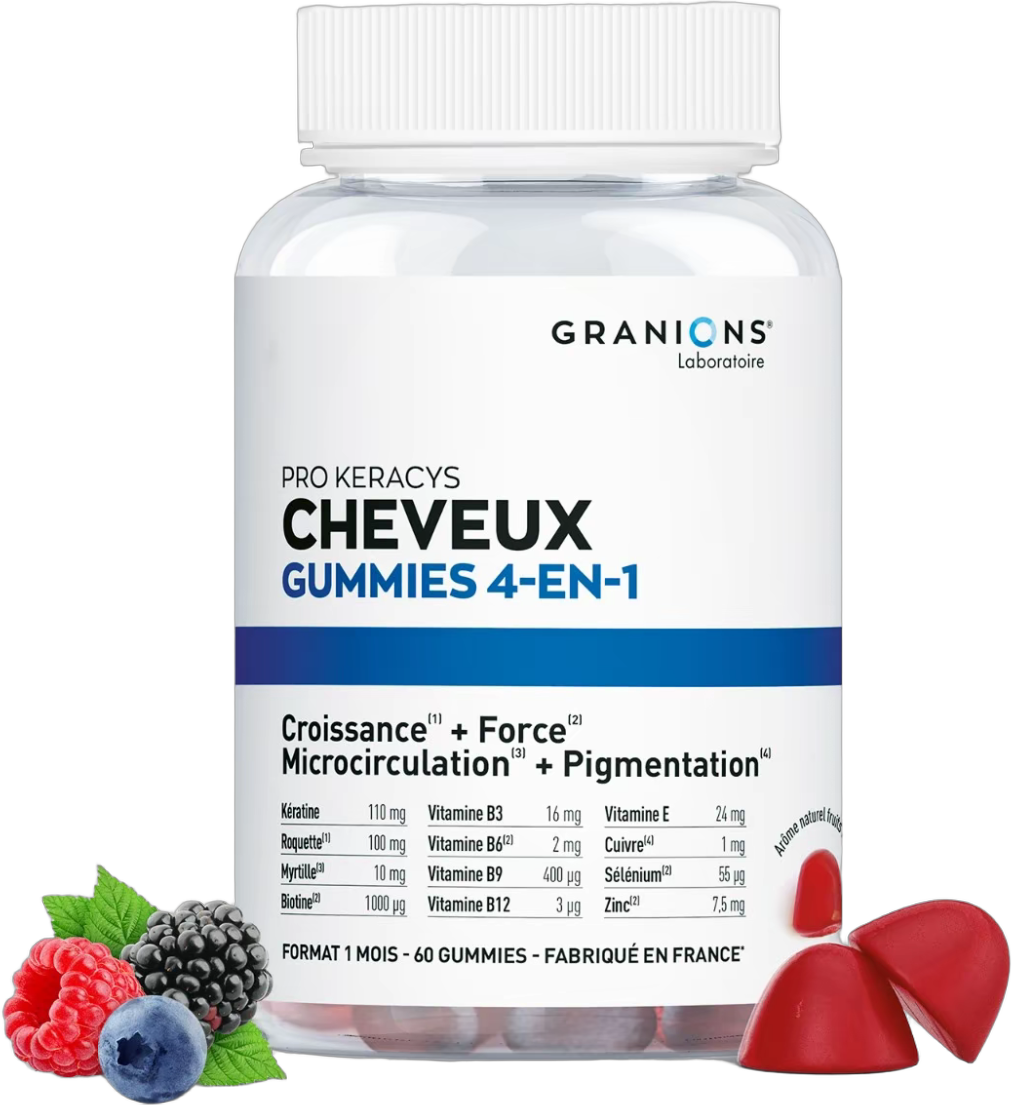 GRANIONS®
Laboratoire
PRO KERACYS
CHEVEUX
GUMMIES 4-EN-1
Croissance(1) + Force(2)
Microcirculation(3) + Pigmentation(4)
Kératine 110 mg Vitamine B3 16 mg Vitamine E 24 mg
Roquette(1) 100 mg Vitamine B6(2) 2 mg Cuivre(4) 1 mg
Myrtille(3) 10 mg Vitamine B9 400 µg Sélénium(2) 55 µg
Biotine(2) 1000 µg Vitamine B12 3 µg Zinc(2) 7,5 mg
Arôme naturel fruits
FORMAT 1 MOIS - 60 GUMMIES - FABRIQUÉ EN FRANCE*